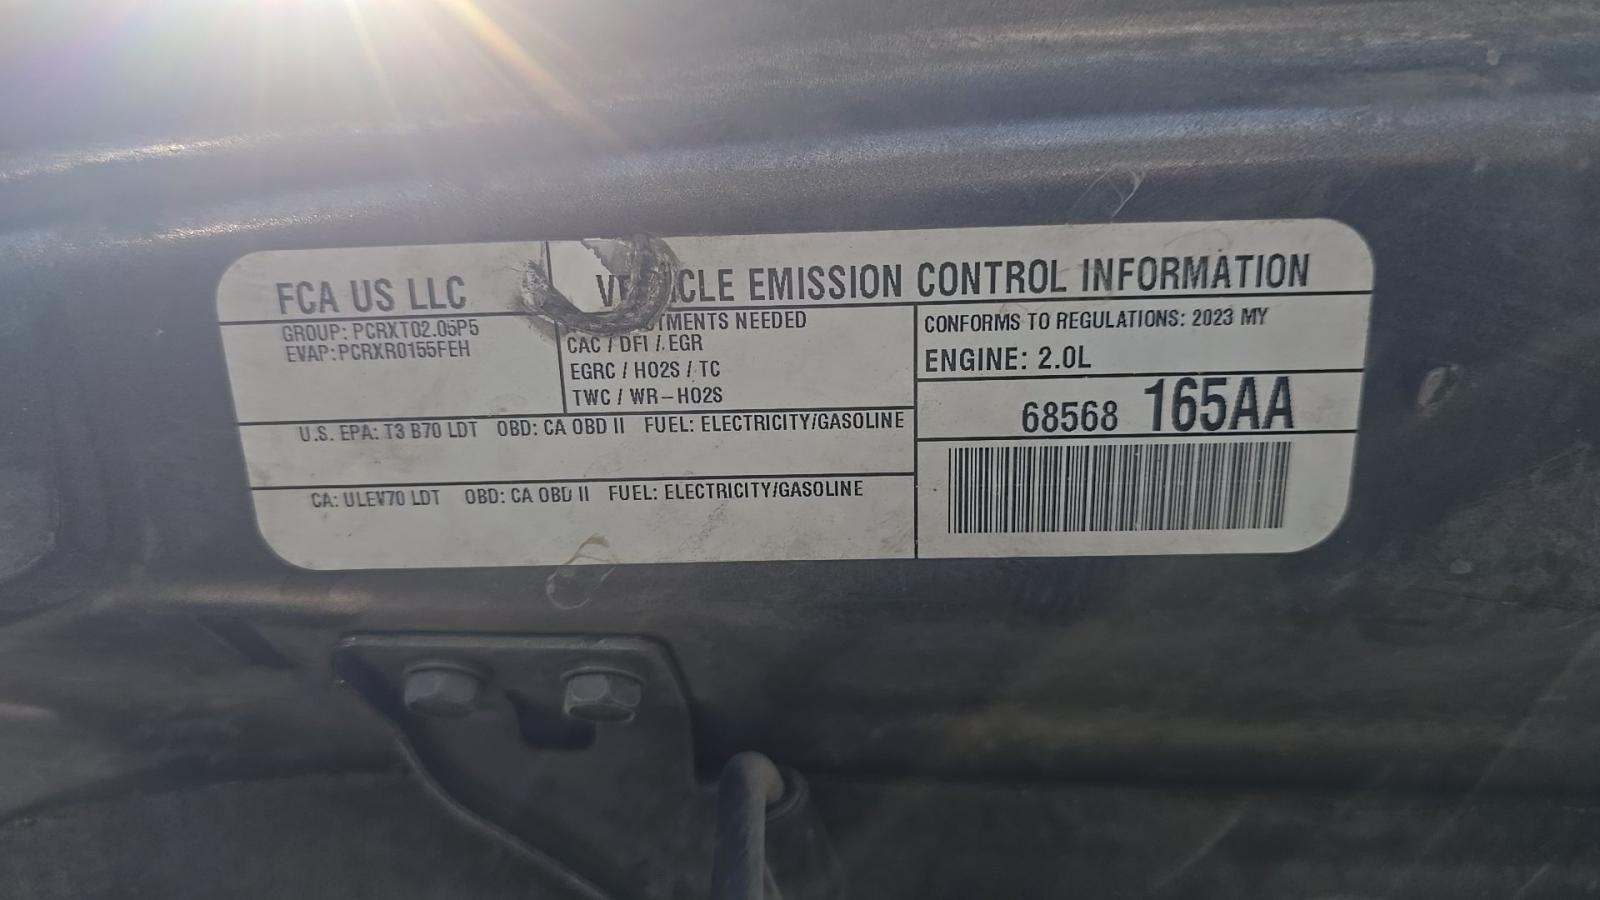 FCA US LLC
VEHICLE EMISSION CONTROL INFORMATION
GROUP: PCRXT02.05P5
EVAP:PCRXR0155FEH
NEEDED
CAC / DFI / EGR
EGRC / HO2S / TC
TWC / WR-HO2S
CONFORMS TO REGULATIONS: 2023 MY
ENGINE: 2.0L
68568 165AA
U.S. EPA: T3 B70 LDT OBD: CA OBD II FUEL: ELECTRICITY/GASOLINE
CA: ULEV70 LDT OBD: CA OBD II FUEL: ELECTRICITY/GASOLINE